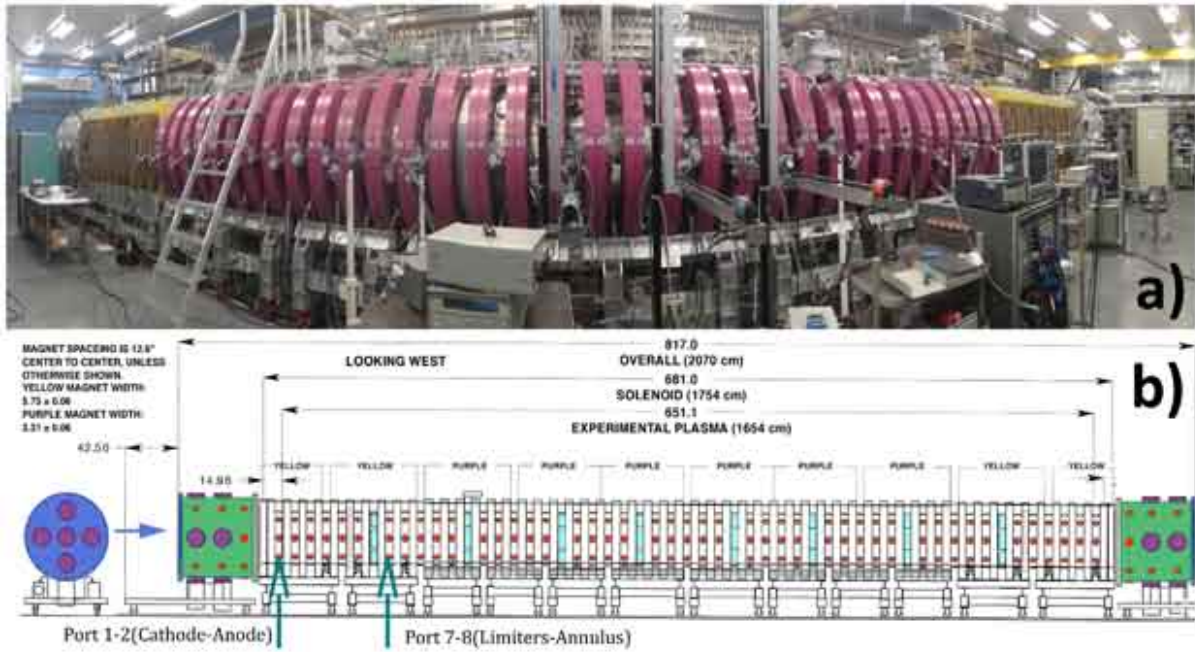 a)
MAGNET SPACING IS 12.6"
CENTER TO CENTER, UNLESS
OTHERWISE SHOWN
YELLOW MAGNET WIDTH:
5.75 ± 0.06
PURPLE MAGNET WIDTH:
3.31 ± 0.06
817.0
LOOKING WEST
OVERALL (2070 cm)
b)
681.0
SOLENOID (1754 cm)
651.1
EXPERIMENTAL PLASMA (1654 cm)
42.56
YELLOW YELLOW PURPLE PURPLE PURPLE PURPLE PURPLE PURPLE YELLOW YELLOW
14.95
Port 1-2(Cathode-Anode)
Port 7-8(Limiters-Annulus)